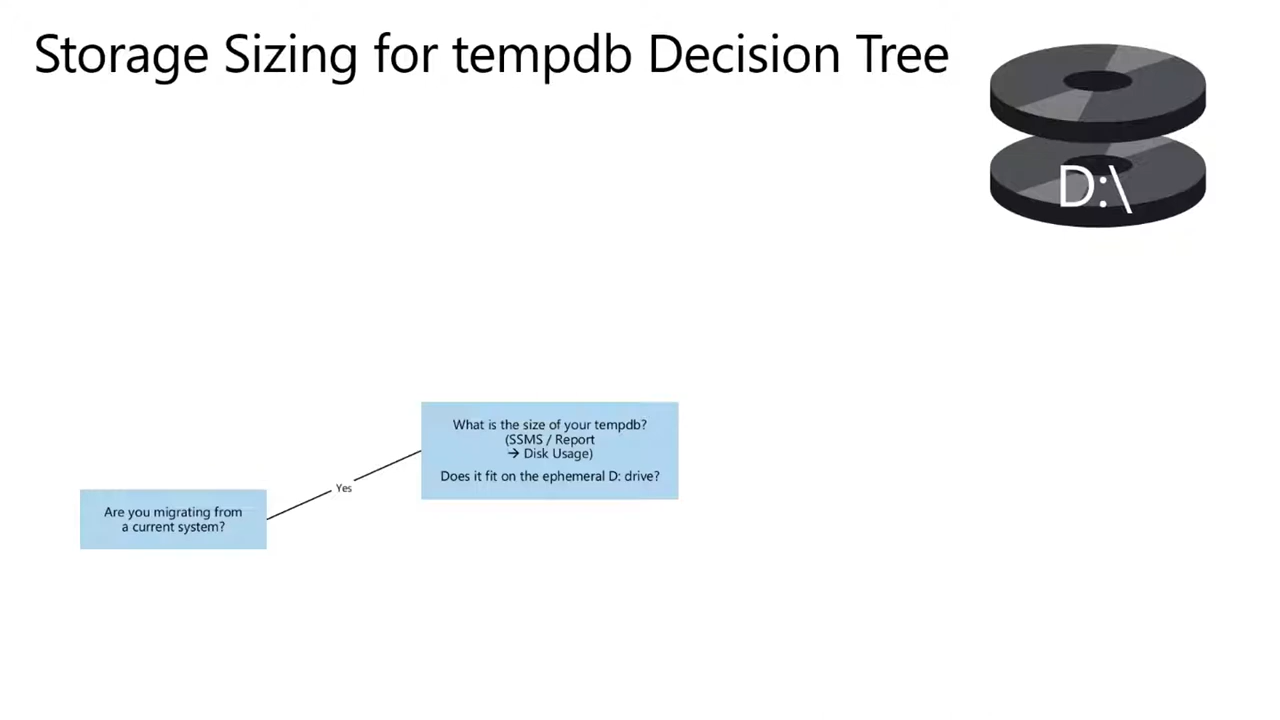 Storage Sizing for tempdb Decision Tree
D:\
What is the size of your tempdb?
(SSMS / Report
→ Disk Usage)
Does it fit on the ephemeral D: drive?
Yes
Are you migrating from
a current system?